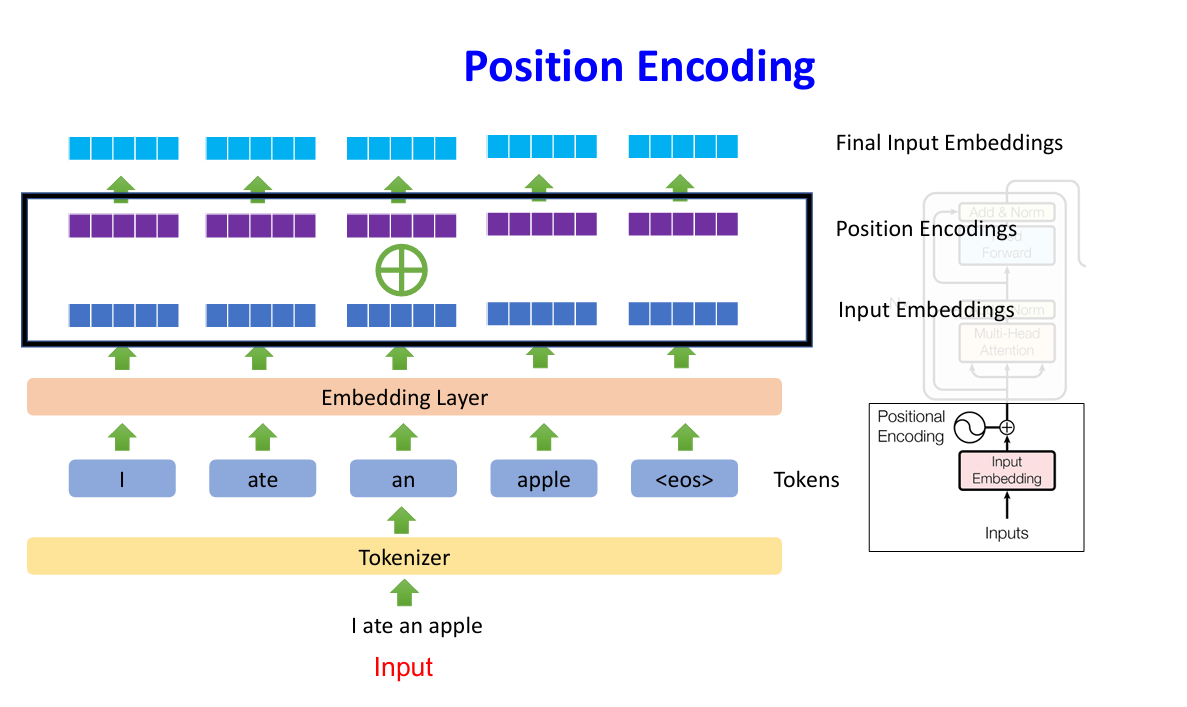 Position Encoding
Final Input Embeddings
Position Encodings
Input Embeddings
Embedding Layer
I
ate
an
apple
<eos>
Tokens
Tokenizer
I ate an apple
Input
Add & Norm
Forward
Norm
Multi-Head
Attention
Positional
Encoding
Input
Embedding
Inputs